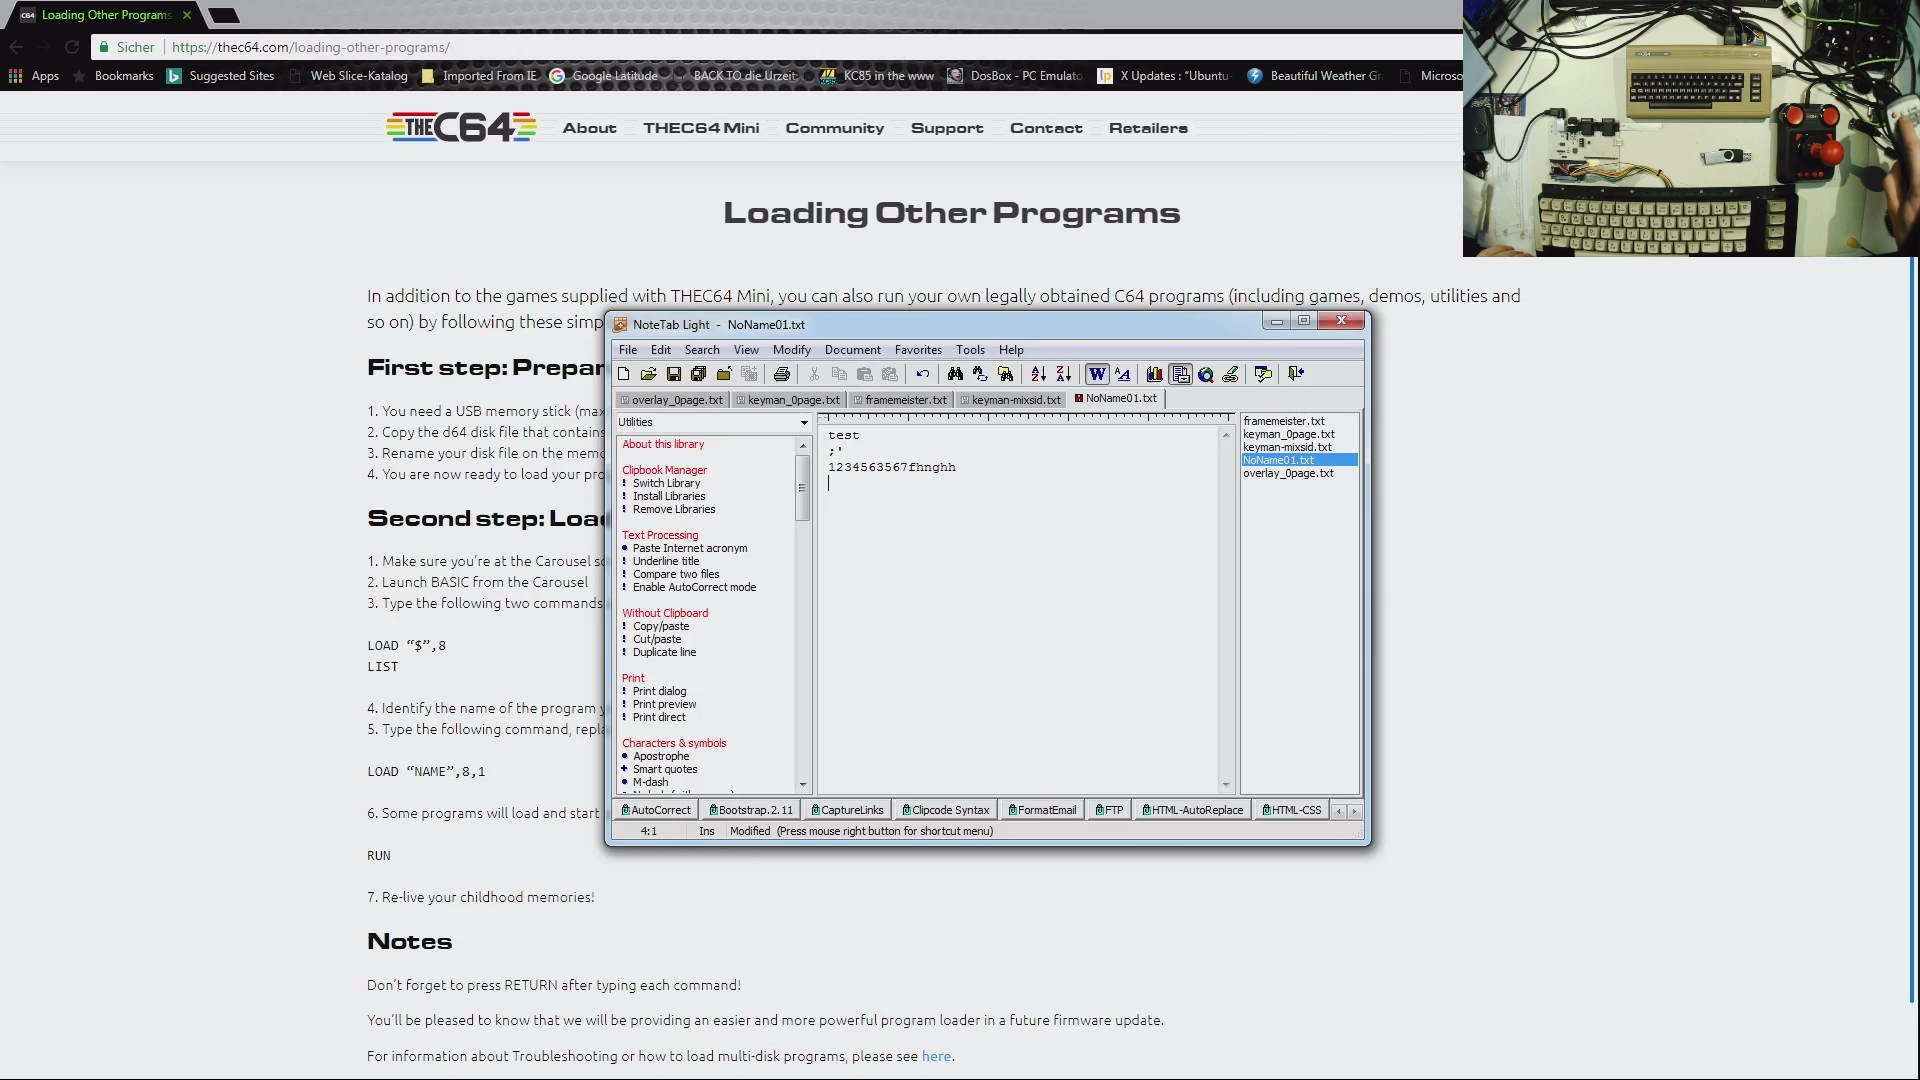 Loading Other Programs
Sicher
https://thec64.com/loading-other-programs/
Apps
Bookmarks
Suggested Sites
Web Slice-Katalog
Imported From IE
Google Latitude
BACK TO die Urzeit
KC85 in the www
DosBox - PC Emulato
X Updates : “Ubuntu-
Beautiful Weather Gr
Microso
THEC64
About
THEC64 Mini
Community
Support
Contact
Retailers
Loading Other Programs
In addition to the games supplied with THEC64 Mini, you can also run your own legally obtained C64 programs (including games, demos, utilities and
so on) by following these simp
First step: Prepar
1. You need a USB memory stick (max
2. Copy the d64 disk file that contains
3. Rename your disk file on the memo
4. You are now ready to load your pro
Second step: Loa
1. Make sure you’re at the Carousel sc
2. Launch BASIC from the Carousel
3. Type the following two commands
LOAD “$”,8
LIST
4. Identify the name of the program y
5. Type the following command, repla
LOAD “NAME”,8,1
6. Some programs will load and start
RUN
7. Re-live your childhood memories!
Notes
Don’t forget to press RETURN after typing each command!
You’ll be pleased to know that we will be providing an easier and more powerful program loader in a future firmware update.
For information about Troubleshooting or how to load multi-disk programs, please see here.
NoteTab Light - NoName01.txt
File Edit Search View Modify Document Favorites Tools Help
overlay_0page.txt
keyman_0page.txt
framemeister.txt
keyman-mixsid.txt
NoName01.txt
Utilities
About this library
Clipbook Manager
Switch Library
Install Libraries
Remove Libraries
Text Processing
Paste Internet acronym
Underline title
Compare two files
Enable AutoCorrect mode
Without Clipboard
Copy/paste
Cut/paste
Duplicate line
Print
Print dialog
Print preview
Print direct
Characters & symbols
Apostrophe
Smart quotes
M-dash
test
;'
1234563567fhnghh
framemeister.txt
keyman_0page.txt
keyman-mixsid.txt
NoName01.txt
overlay_0page.txt
AutoCorrect
Bootstrap.2.11
CaptureLinks
Clipcode Syntax
FormatEmail
FTP
HTML-AutoReplace
HTML-CSS
4:1
Ins
Modified (Press mouse right button for shortcut menu)